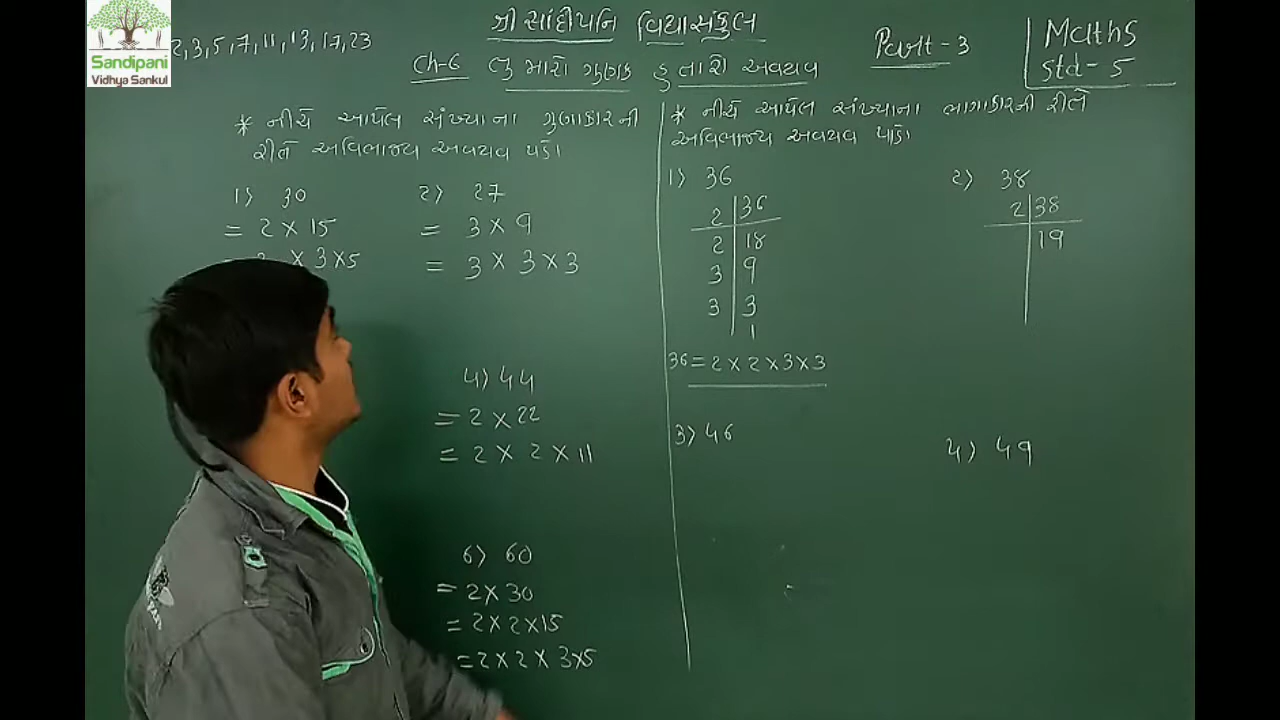 Sandipani
Vidhya Sankul
2,3,5,7,11,13,17,23
શ્રી સાંદીપનિ વિદ્યાસંકુલ
Part-3
Maths
Std-5
Ch-6 હું મારો ગુણક હું તારો અવયવ
* નીચે આપેલ સંખ્યાના ગુણાકારની
રીતે અવિભાજ્ય અવયવ પાડો
1) 30
= 2 × 15
× 3×5
2) 27
= 3 × 9
= 3 × 3 × 3
4) 44
= 2 × 22
= 2 × 2 × 11
6) 60
= 2×30
= 2×2×15
= 2×2×3×5
* નીચે આપેલ સંખ્યાના ભાગાકારની રીતે
અવિભાજ્ય અવયવ પાડો
1) 36
2 36
2 18
3 9
3 3
1
36=2×2×3×3
2) 38
2 38
19
3) 46
4) 49